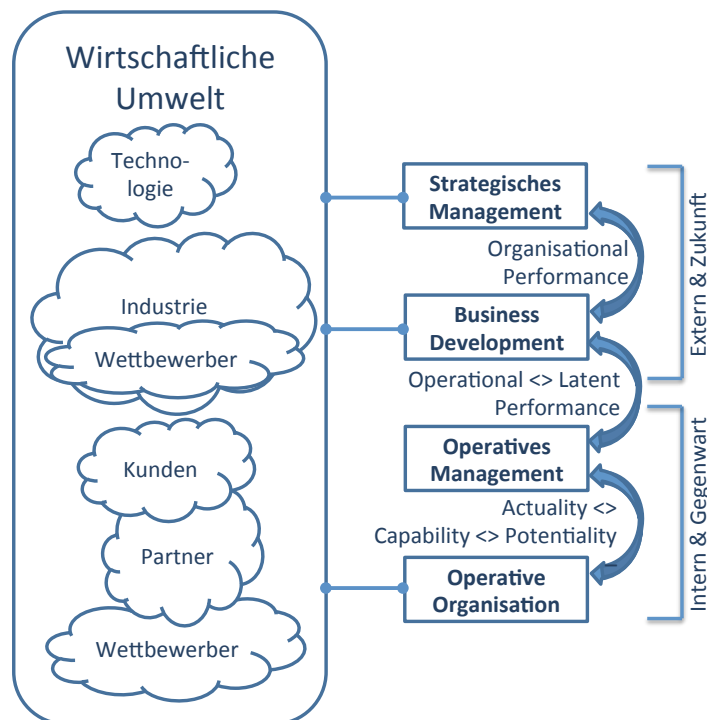 Wirtschaftliche
Umwelt
Techno-
logie
Industrie
Wettbewerber
Kunden
Partner
Wettbewerber
Strategisches
Management
Organisational
Performance
Business
Development
Operational <> Latent
Performance
Operatives
Management
Actuality <>
Capability <> Potentiality
Operative
Organisation
Extern & Zukunft
Intern & Gegenwart